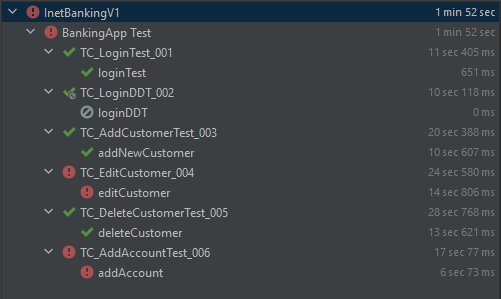 InetBankingV1 1 min 52 sec
BankingApp Test 1 min 52 sec
TC_LoginTest_001 11 sec 405 ms
loginTest 651 ms
TC_LoginDDT_002 10 sec 118 ms
loginDDT 0 ms
TC_AddCustomerTest_003 20 sec 388 ms
addNewCustomer 10 sec 607 ms
TC_EditCustomer_004 24 sec 580 ms
editCustomer 14 sec 806 ms
TC_DeleteCustomerTest_005 28 sec 768 ms
deleteCustomer 13 sec 621 ms
TC_AddAccountTest_006 17 sec 77 ms
addAccount 6 sec 73 ms